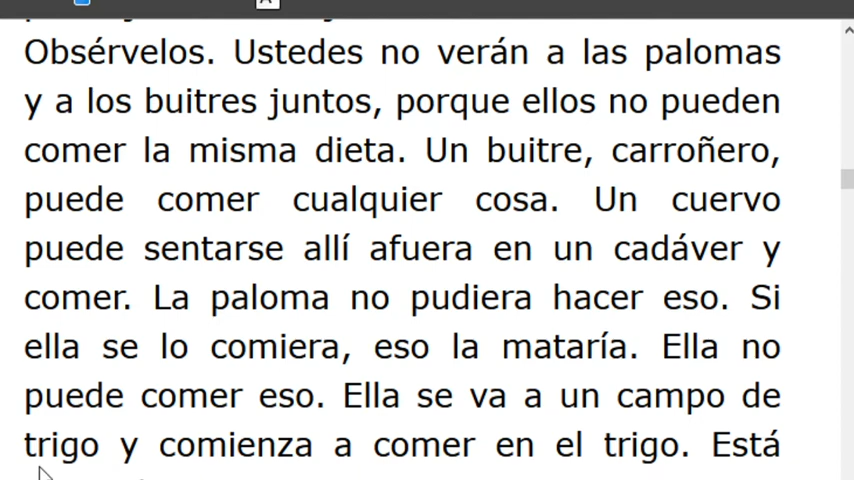 Obsérvelos. Ustedes no verán a las palomas
y a los buitres juntos, porque ellos no pueden
comer la misma dieta. Un buitre, carroñero,
puede comer cualquier cosa. Un cuervo
puede sentarse allí afuera en un cadáver y
comer. La paloma no pudiera hacer eso. Si
ella se lo comiera, eso la mataría. Ella no
puede comer eso. Ella se va a un campo de
trigo y comienza a comer en el trigo. Está